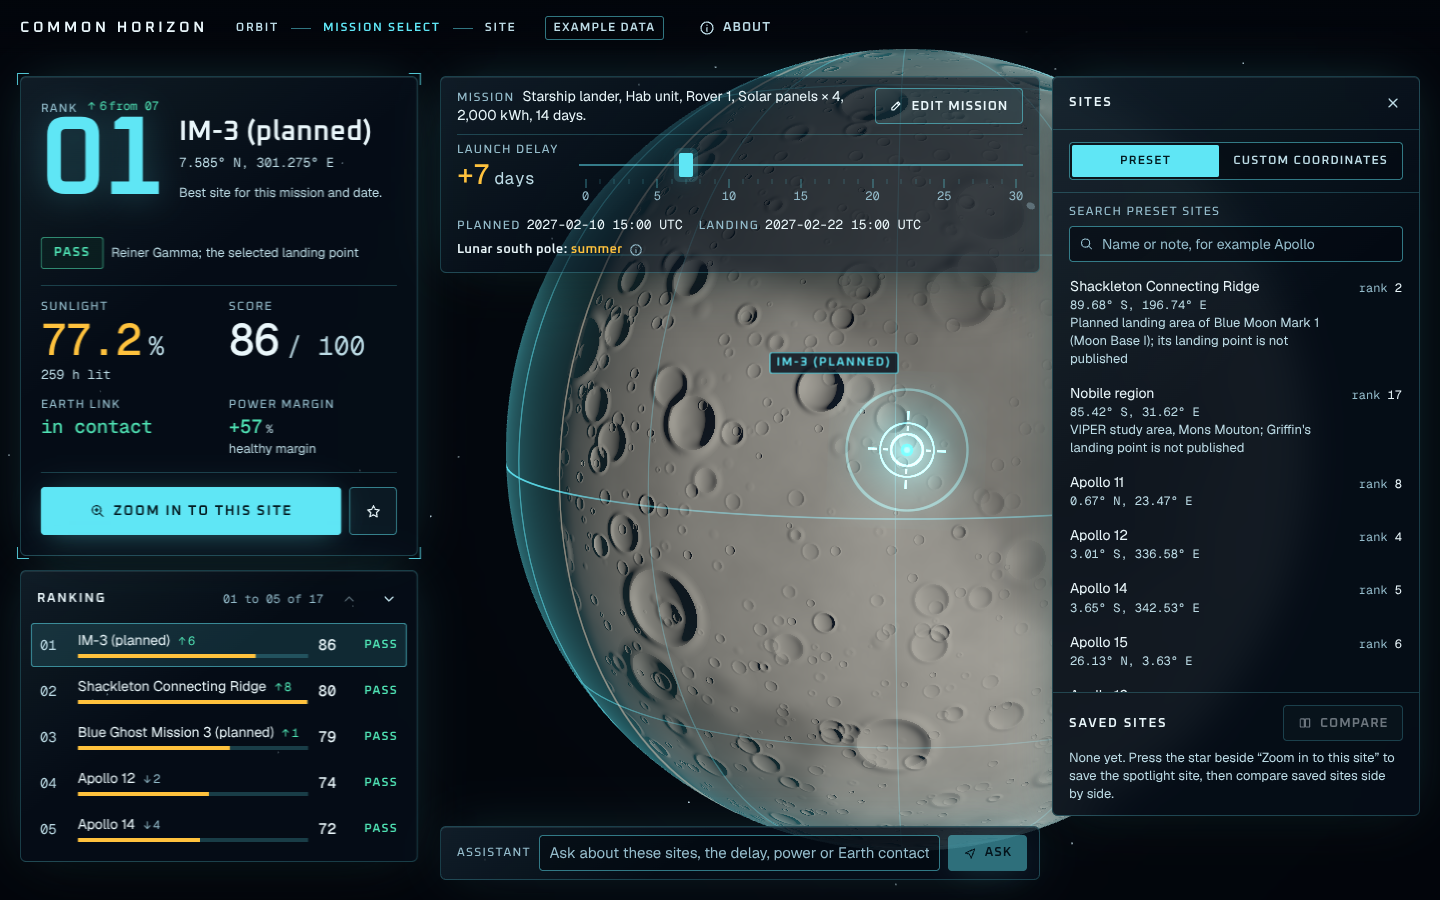 COMMON HORIZON
ORBIT
MISSION SELECT
SITE
EXAMPLE DATA
ABOUT
RANK ↑ 6 from 07
01
IM-3 (planned)
7.585° N, 301.275° E ·
Best site for this mission and date.
PASS Reiner Gamma; the selected landing point
SUNLIGHT
77.2 %
259 h lit
SCORE
86 / 100
EARTH LINK
in contact
POWER MARGIN
+57 %
healthy margin
ZOOM IN TO THIS SITE
RANKING 01 to 05 of 17
01 IM-3 (planned) ↑ 6 86 PASS
02 Shackleton Connecting Ridge ↑ 8 80 PASS
03 Blue Ghost Mission 3 (planned) ↑ 1 79 PASS
04 Apollo 12 ↓ 2 74 PASS
05 Apollo 14 ↓ 4 72 PASS
MISSION Starship lander, Hab unit, Rover 1, Solar panels × 4,
2,000 kWh, 14 days.
EDIT MISSION
LAUNCH DELAY
+7 days
0 5 10 15 20 25 30
PLANNED 2027-02-10 15:00 UTC LANDING 2027-02-22 15:00 UTC
Lunar south pole: summer
IM-3 (PLANNED)
ASSISTANT Ask about these sites, the delay, power or Earth contact ASK
SITES
PRESET CUSTOM COORDINATES
SEARCH PRESET SITES
Name or note, for example Apollo
Shackleton Connecting Ridge rank 2
89.68° S, 196.74° E
Planned landing area of Blue Moon Mark 1
(Moon Base I); its landing point is not
published
Nobile region rank 17
85.42° S, 31.62° E
VIPER study area, Mons Mouton; Griffin's
landing point is not published
Apollo 11 rank 8
0.67° N, 23.47° E
Apollo 12 rank 4
3.01° S, 336.58° E
Apollo 14 rank 5
3.65° S, 342.53° E
Apollo 15 rank 6
26.13° N, 3.63° E
SAVED SITES COMPARE
None yet. Press the star beside “Zoom in to this site” to
save the spotlight site, then compare saved sites side
by side.